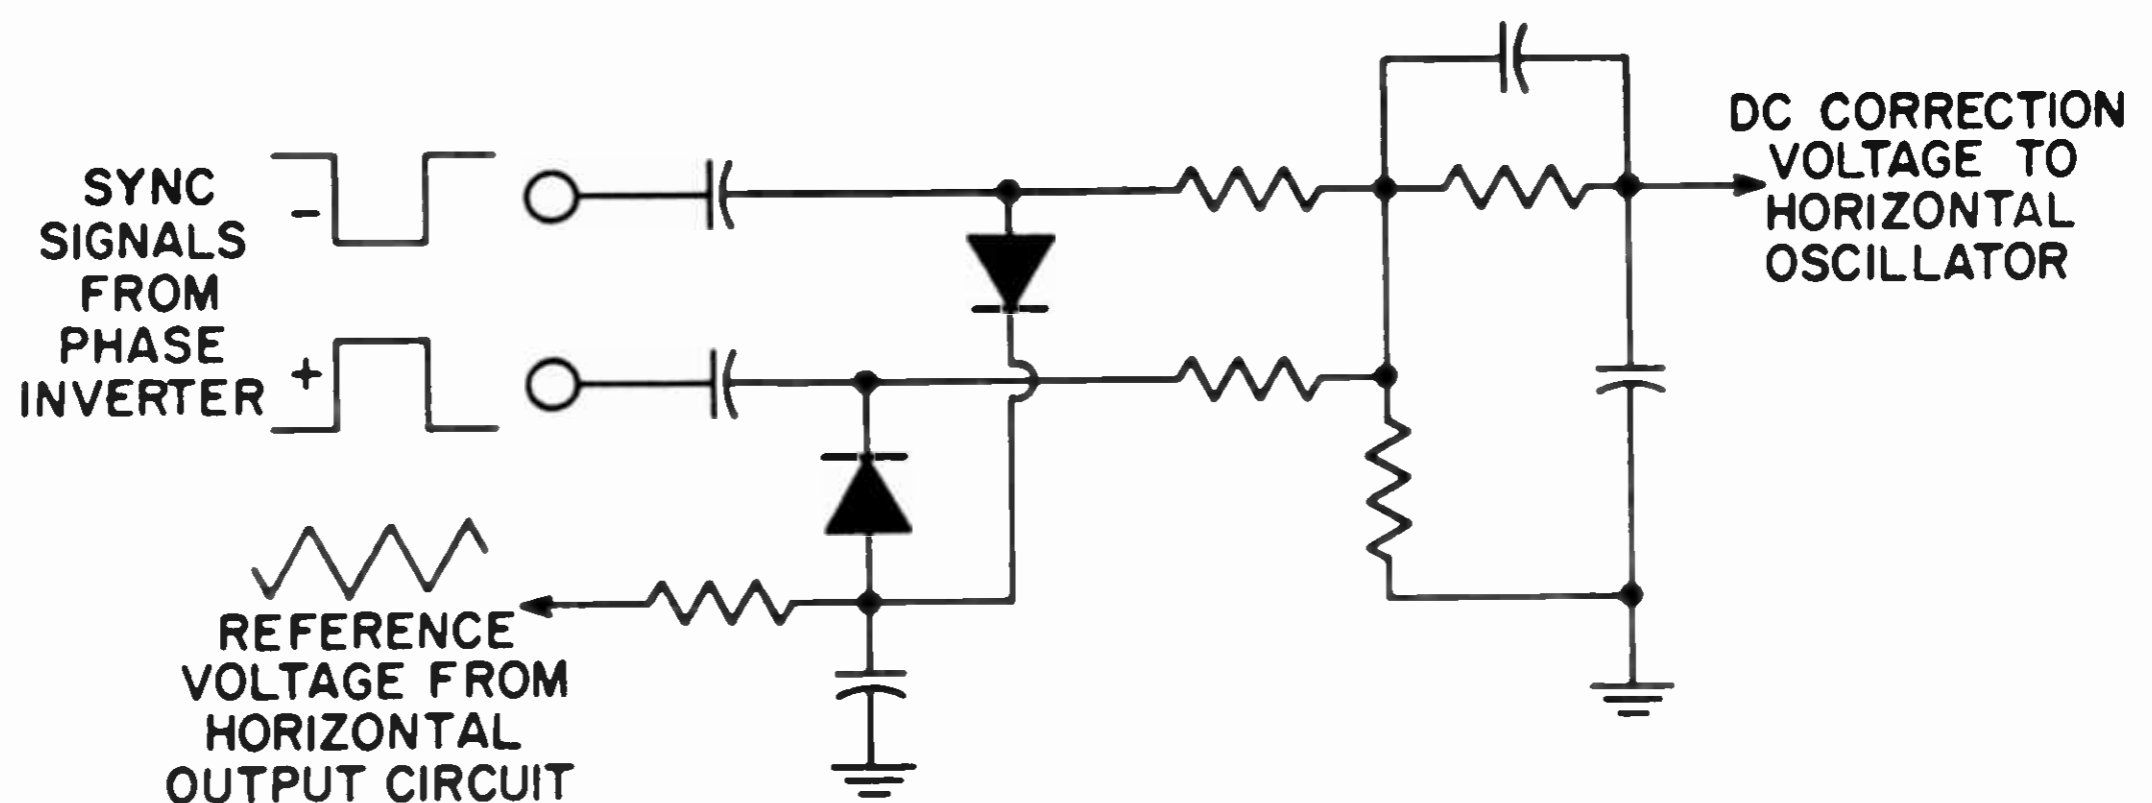 SYNC
SIGNALS
FROM
PHASE
INVERTER
−
+
REFERENCE
VOLTAGE FROM
HORIZONTAL
OUTPUT CIRCUIT
DC CORRECTION
VOLTAGE TO
HORIZONTAL
OSCILLATOR